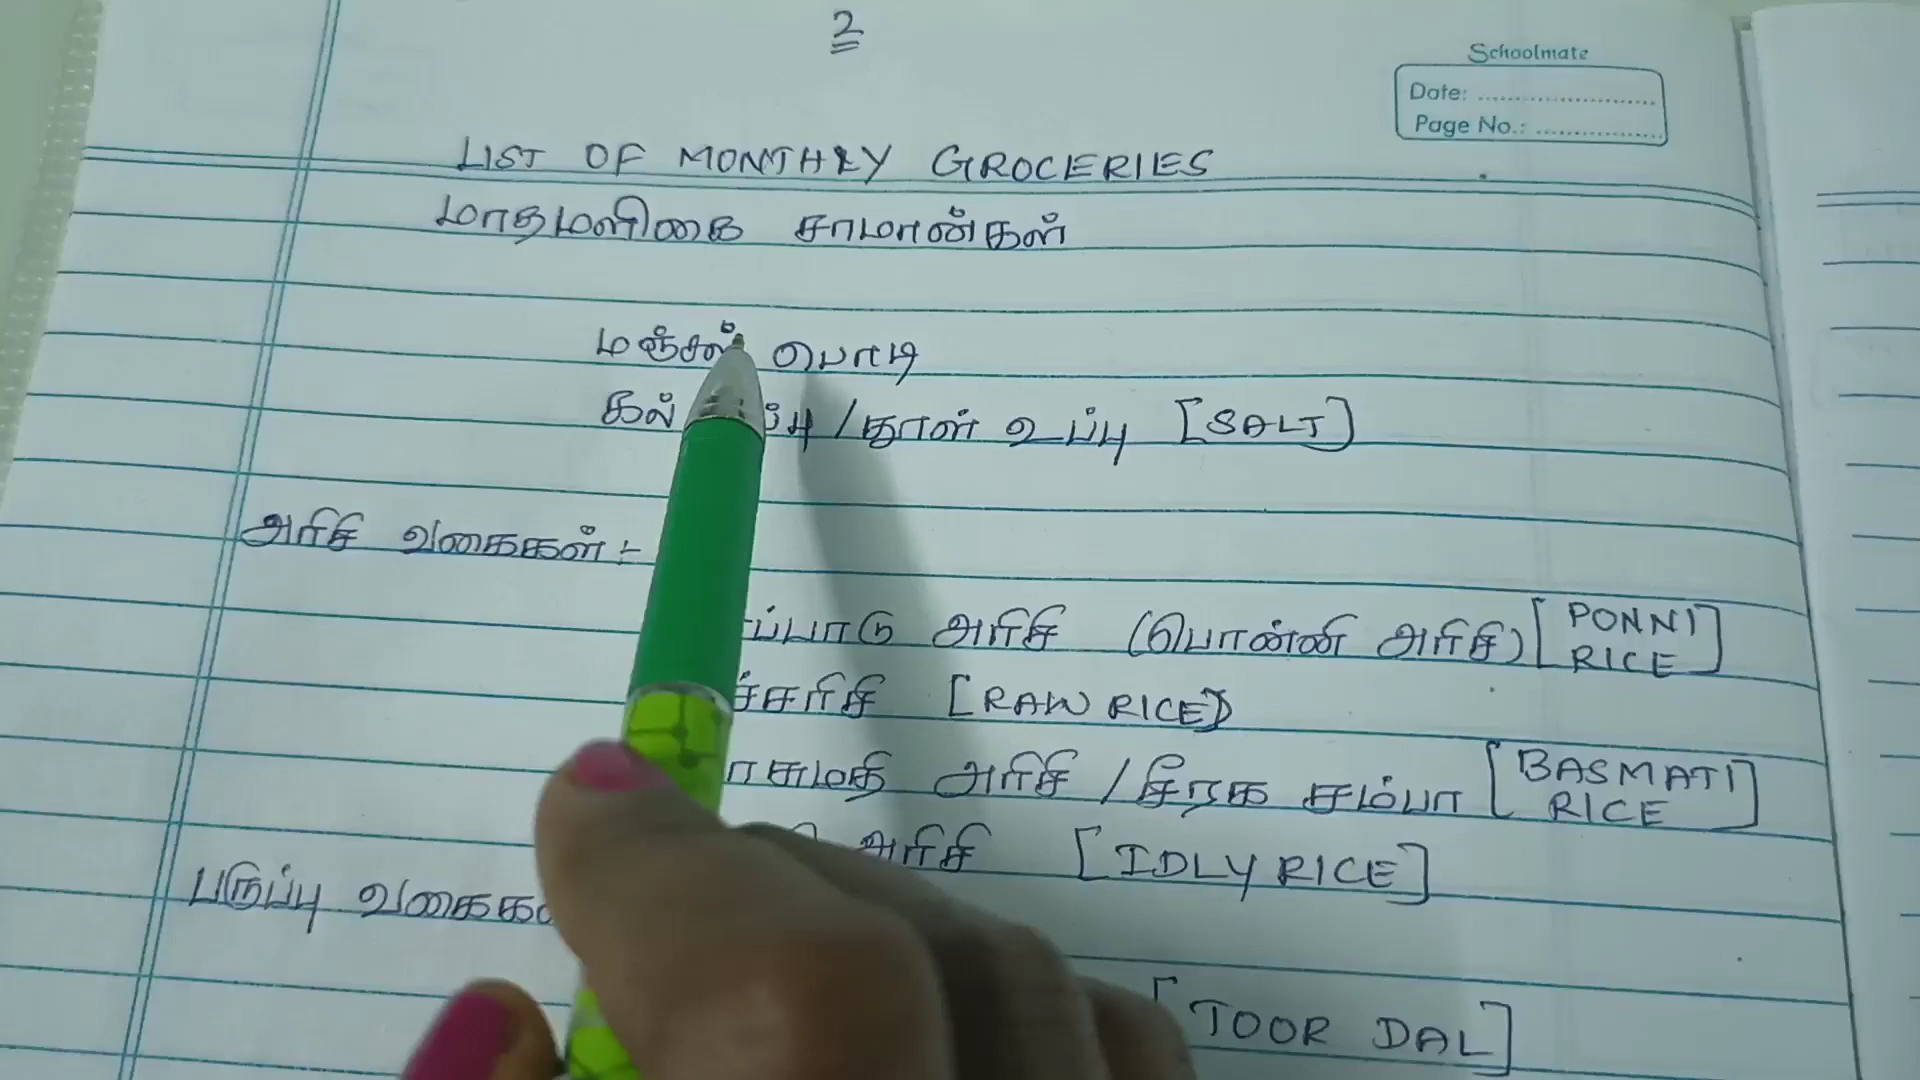 2
Schoolmate
Date:
Page No.:
LIST OF MONTHLY GROCERIES
மாதமளிகை சாமான்கள்
மஞ்சள் பொடி
கல் /தூள் உப்பு [SALT]
அரிசி வகைகள் :-
அரிசி (பொன்னி அரிசி) [PONNI RICE]
[RAW RICE]
அரிசி / சீரக சம்பா [BASMATI RICE]
அரிசி [IDLY RICE]
பருப்பு
[TOOR DAL]